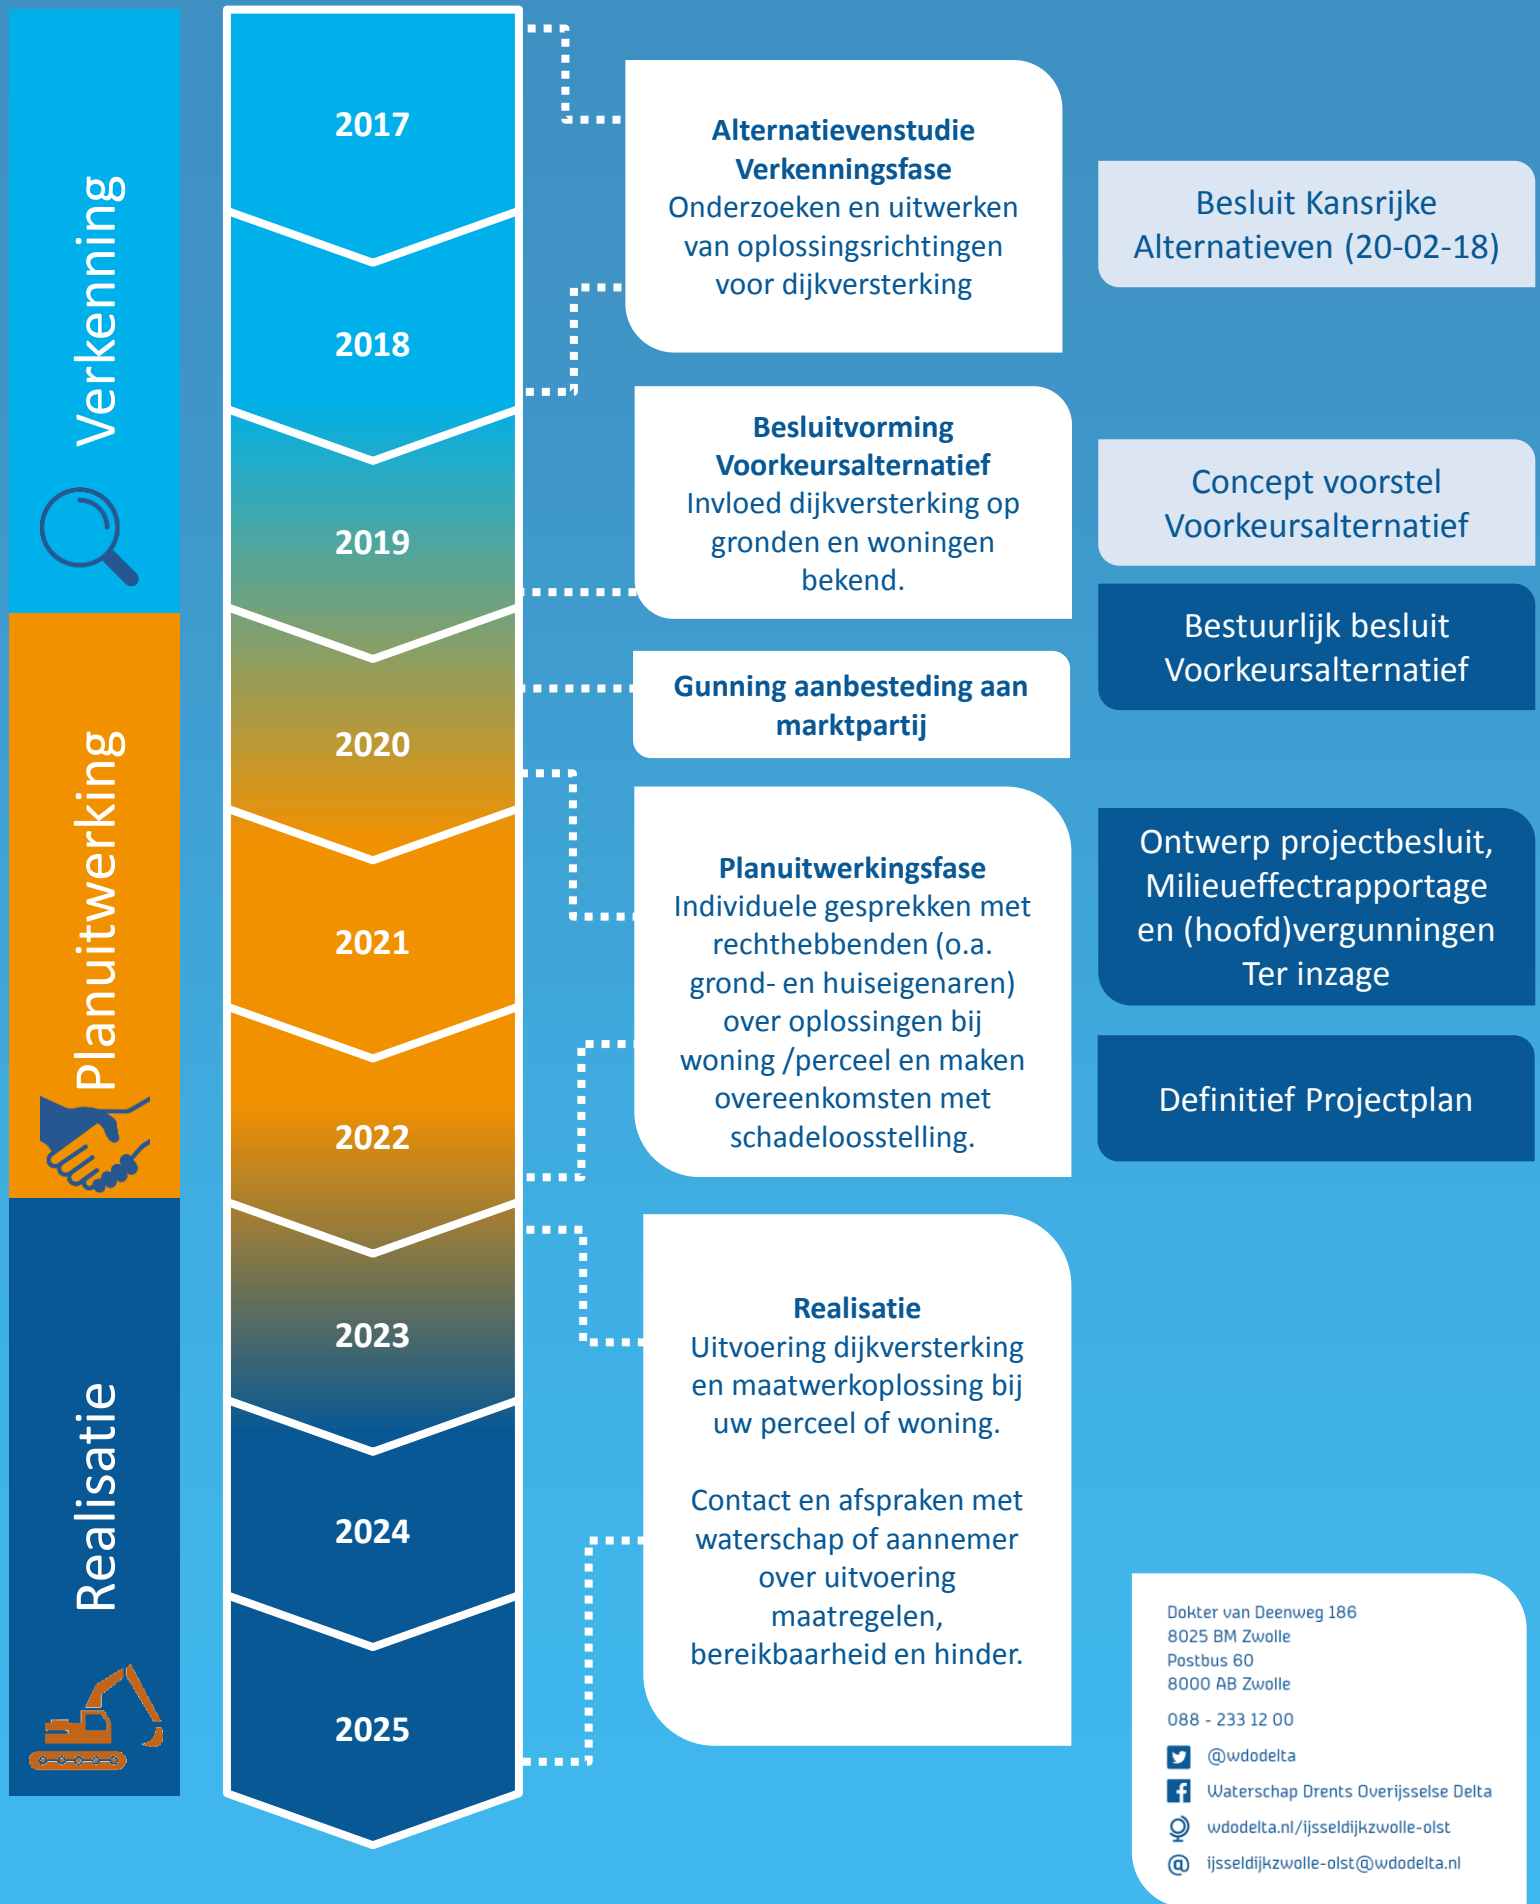 Verkenning
Planuitwerking
Realisatie
2017
2018
2019
2020
2021
2022
2023
2024
2025
Alternatievenstudie
Verkenningsfase
Onderzoeken en uitwerken
van oplossingsrichtingen
voor dijkversterking
Besluit Kansrijke
Alternatieven (20-02-18)
Besluitvorming
Voorkeursalternatief
Invloed dijkversterking op
gronden en woningen
bekend.
Concept voorstel
Voorkeursalternatief
Bestuurlijk besluit
Voorkeursalternatief
Gunning aanbesteding aan
marktpartij
Planuitwerkingsfase
Individuele gesprekken met
rechthebbenden (o.a.
grond- en huiseigenaren)
over oplossingen bij
woning /perceel en maken
overeenkomsten met
schadeloosstelling.
Ontwerp projectbesluit,
Milieueffectrapportage
en (hoofd)vergunningen
Ter inzage
Definitief Projectplan
Realisatie
Uitvoering dijkversterking
en maatwerkoplossing bij
uw perceel of woning.
Contact en afspraken met
waterschap of aannemer
over uitvoering
maatregelen,
bereikbaarheid en hinder.
Dokter van Deenweg 186
8025 BM Zwolle
Postbus 60
8000 AB Zwolle
088 - 233 12 00
@wdodelta
Waterschap Drents Overijsselse Delta
wdodelta.nl/ijsseldijkzwolle-olst
ijsseldijkzwolle-olst@wdodelta.nl